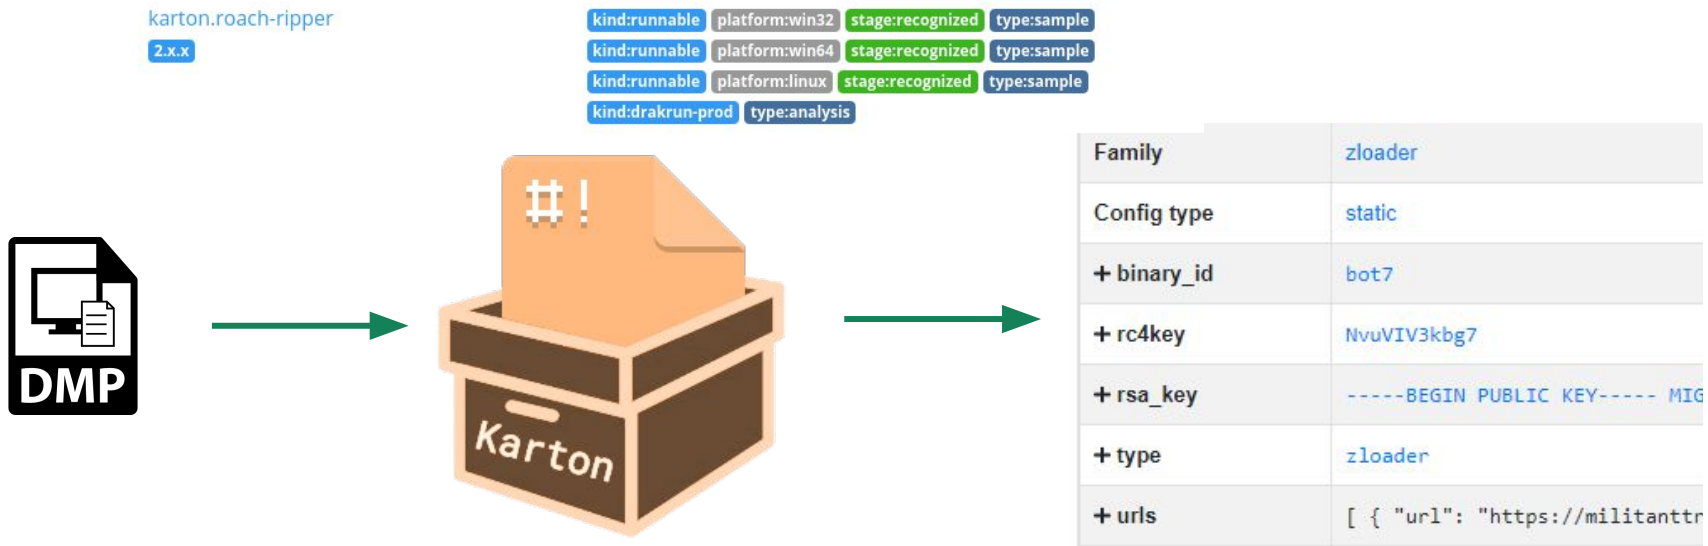 karton.roach-ripper
2.x.x
kind:runnable platform:win32 stage:recognized type:sample
kind:runnable platform:win64 stage:recognized type:sample
kind:runnable platform:linux stage:recognized type:sample
kind:drakrun-prod type:analysis
#!
DMP
Karton
Family zloader
Config type static
+ binary_id bot7
+ rc4key NvuVIV3kbg7
+ rsa_key -----BEGIN PUBLIC KEY----- MIG
+ type zloader
+ urls [ { "url": "https://militanttr